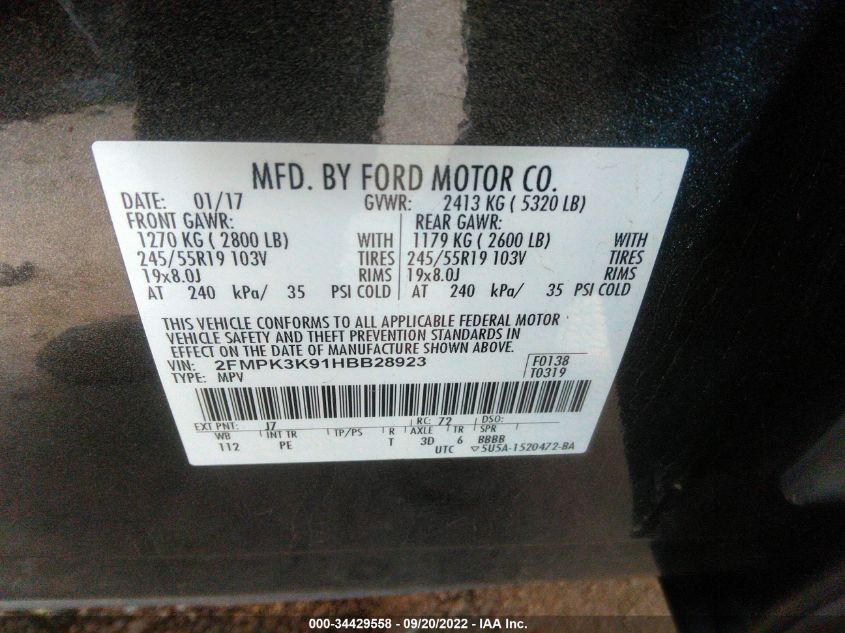 MFD. BY FORD MOTOR CO.
DATE: 01/17 GVWR: 2413 KG ( 5320 LB)
FRONT GAWR: REAR GAWR:
1270 KG ( 2800 LB) WITH 1179 KG ( 2600 LB) WITH
245/55R19 103V TIRES 245/55R19 103V TIRES
19x8.0J RIMS 19x8.0J RIMS
AT 240 kPa/ 35 PSI COLD AT 240 kPa/ 35 PSI COLD
THIS VEHICLE CONFORMS TO ALL APPLICABLE FEDERAL MOTOR
VEHICLE SAFETY AND THEFT PREVENTION STANDARDS IN
EFFECT ON THE DATE OF MANUFACTURE SHOWN ABOVE.
VIN: 2FMPK3K91HBB28923 F0138
TYPE: MPV T0319
EXT PNT: J7 RC: 72 DSO:
WB INT TR TP/PS R AXLE TR SPR
112 PE T 3D 6 BBBB
UTC ▽5U5A-1520472-BA
000-34429558 - 09/20/2022 - IAA Inc.